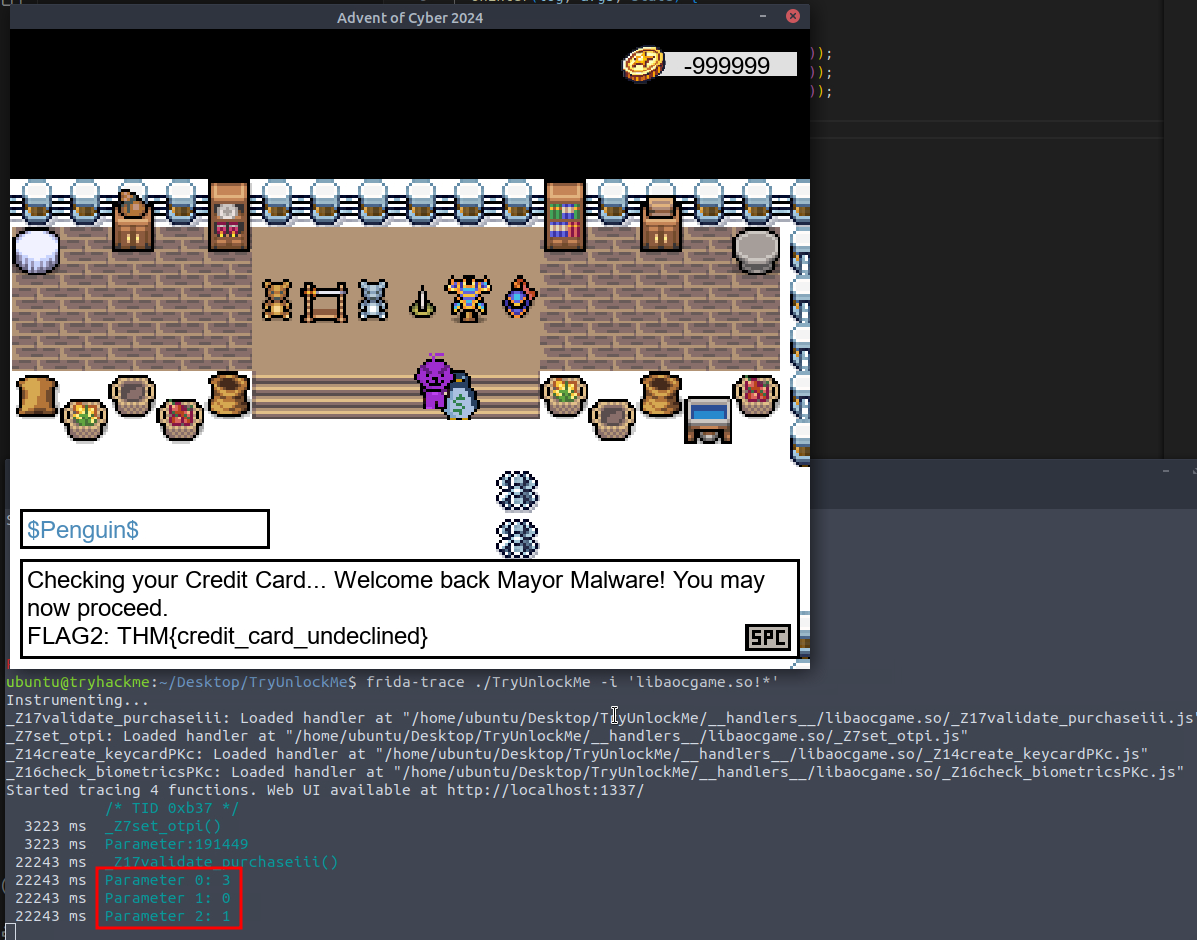 Advent of Cyber 2024
));
));
));
-999999
$Penguin$
Checking your Credit Card... Welcome back Mayor Malware! You may
now proceed.
FLAG2: THM{credit_card_undeclined}
SPC
ubuntu@tryhackme:~/Desktop/TryUnlockMe$ frida-trace ./TryUnlockMe -i 'libaocgame.so!*'
Instrumenting...
_Z17validate_purchaseiii: Loaded handler at "/home/ubuntu/Desktop/TryUnlockMe/__handlers__/libaocgame.so/_Z17validate_purchaseiii.js"
_Z7set_otpi: Loaded handler at "/home/ubuntu/Desktop/TryUnlockMe/__handlers__/libaocgame.so/_Z7set_otpi.js"
_Z14create_keycardPKc: Loaded handler at "/home/ubuntu/Desktop/TryUnlockMe/__handlers__/libaocgame.so/_Z14create_keycardPKc.js"
_Z16check_biometricsPKc: Loaded handler at "/home/ubuntu/Desktop/TryUnlockMe/__handlers__/libaocgame.so/_Z16check_biometricsPKc.js"
Started tracing 4 functions. Web UI available at http://localhost:1337/
/* TID 0xb37 */
3223 ms _Z7set_otpi()
3223 ms Parameter:191449
22243 ms _Z17validate_purchaseiii()
22243 ms Parameter 0: 3
22243 ms Parameter 1: 0
22243 ms Parameter 2: 1